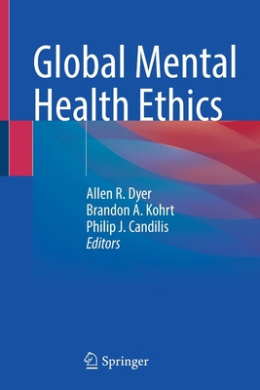 Global Mental
Health Ethics
Allen R. Dyer
Brandon A. Kohrt
Philip J. Candilis
Editors
Springer